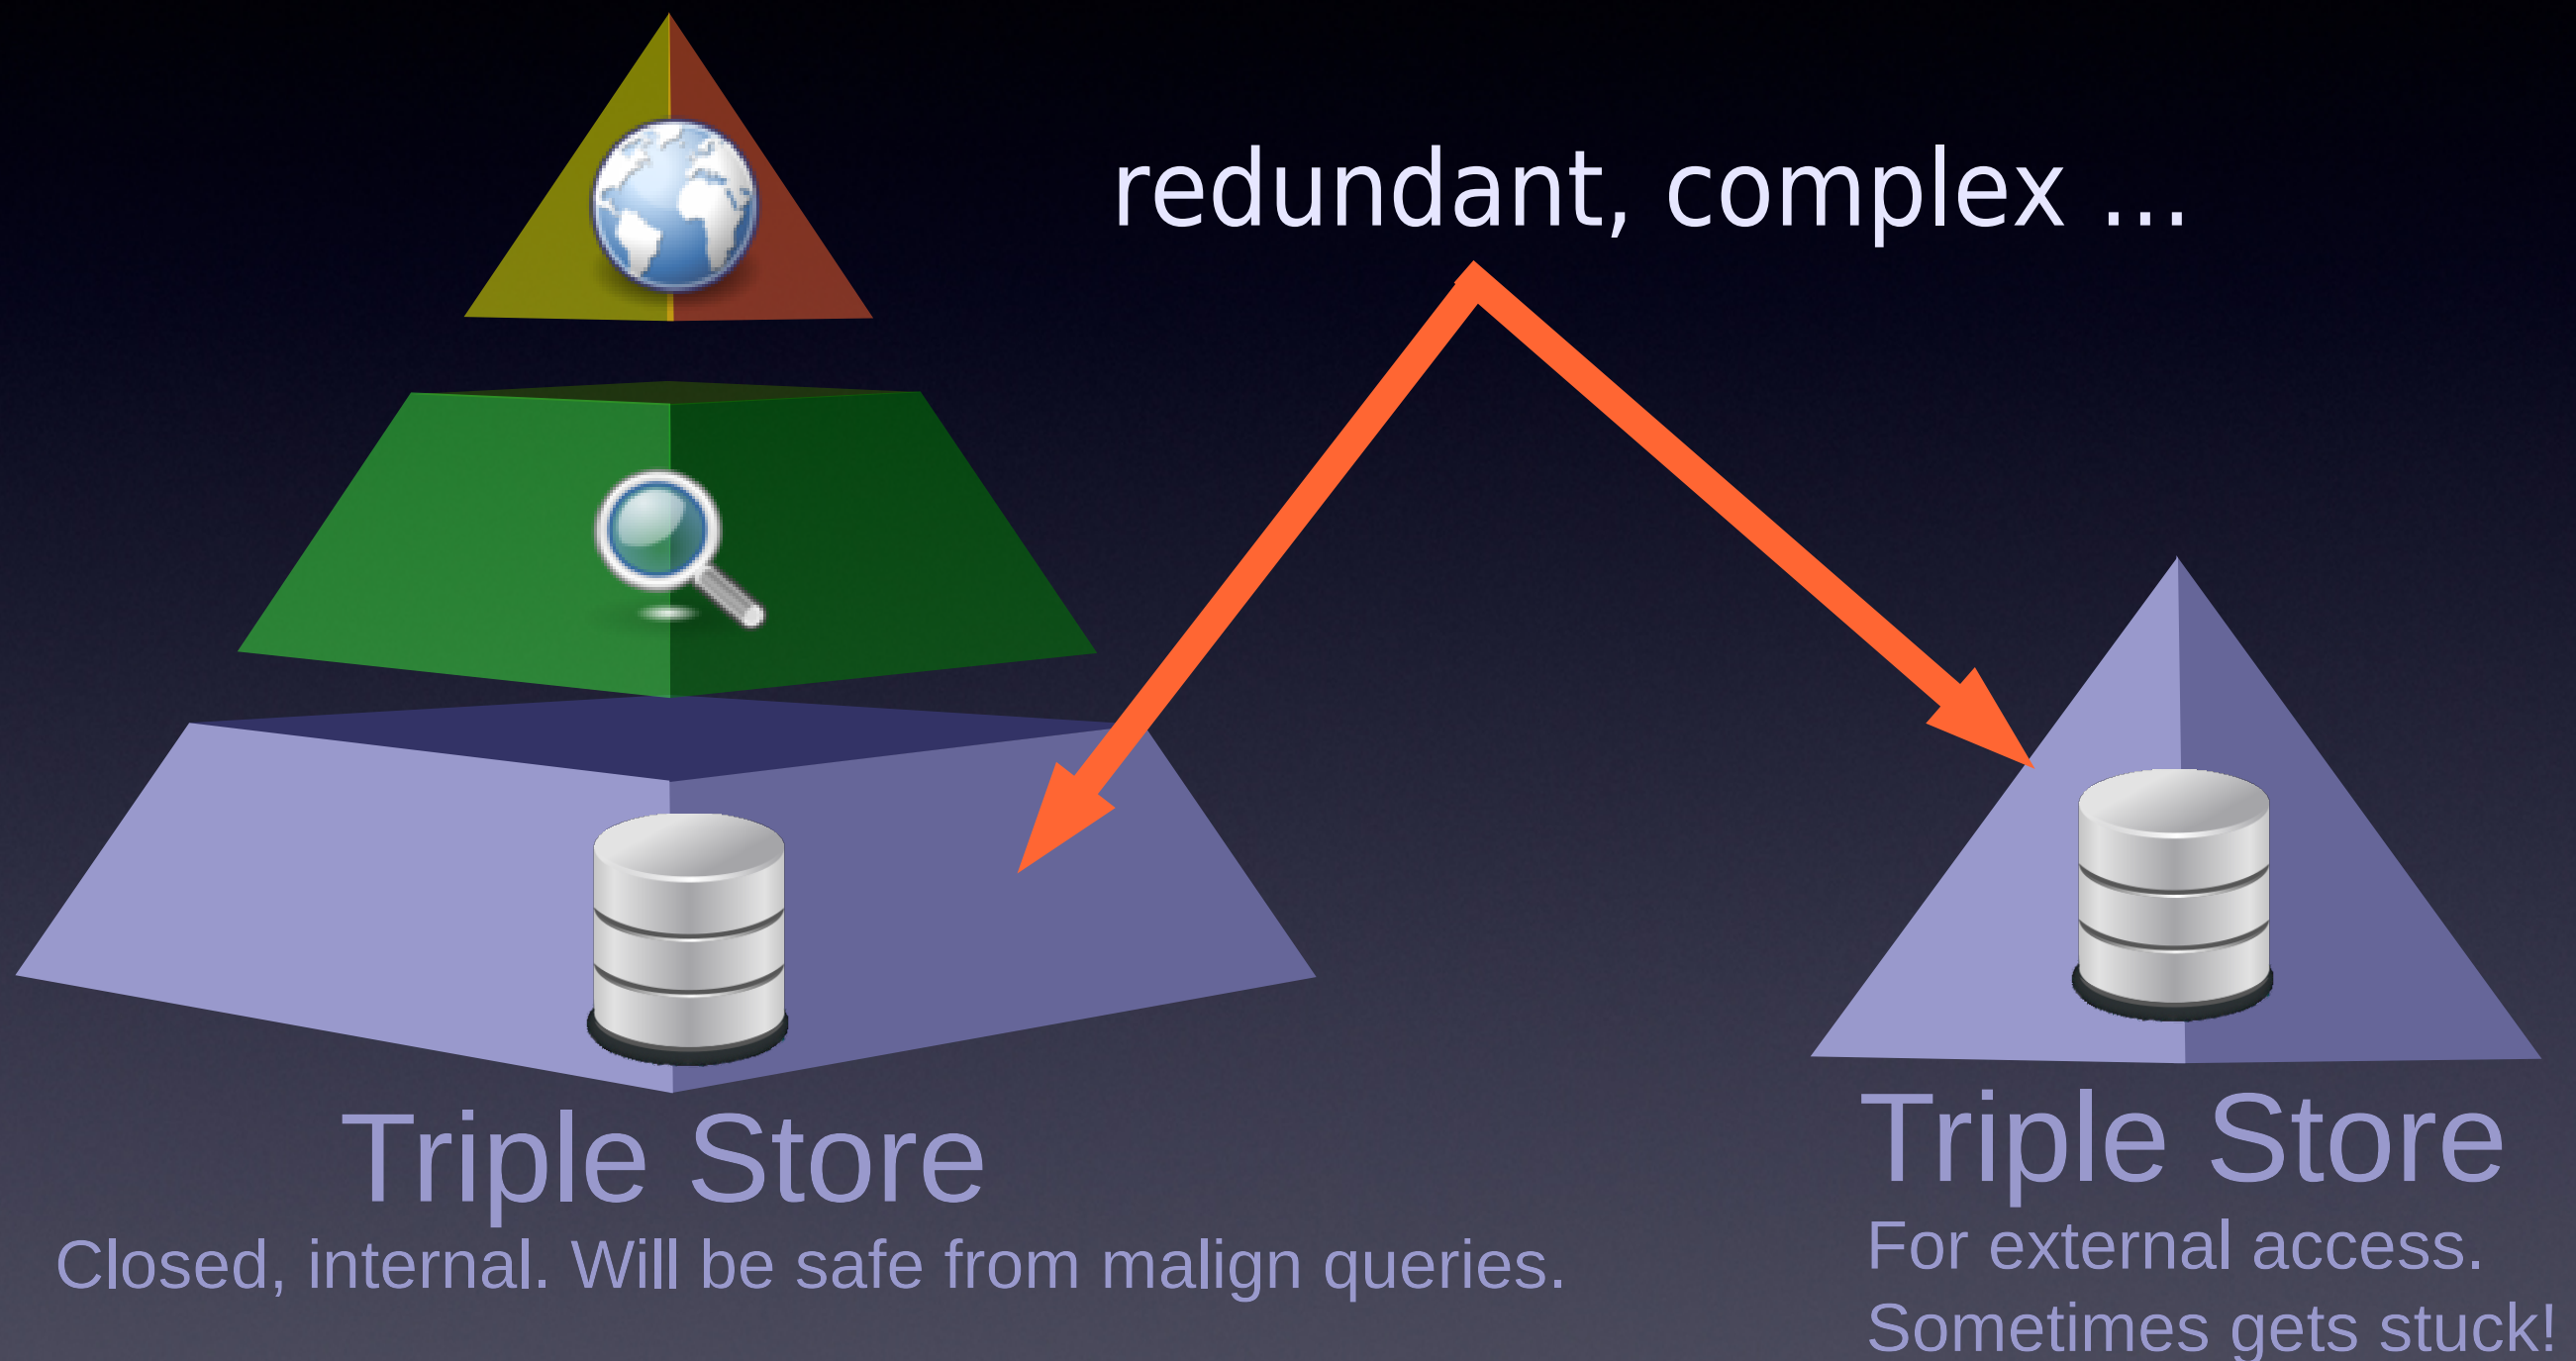 redundant, complex ...
Triple Store
Closed, internal. Will be safe from malign queries.
Triple Store
For external access.
Sometimes gets stuck!